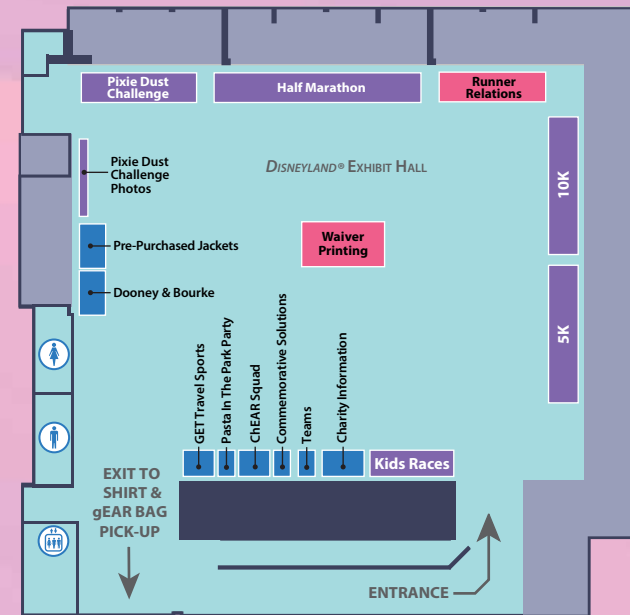 Pixie Dust
Challenge
Half Marathon
Runner
Relations
Pixie Dust
Challenge
Photos
DISNEYLAND® EXHIBIT HALL
10K
Waiver
Printing
Pre-Purchased Jackets
Dooney & Bourke
5K
GET Travel Sports
Pasta In The Park Party
ChEAR Squad
Commemorative Solutions
Teams
Charity Information
Kids Races
EXIT TO
SHIRT &
gEAR BAG
PICK-UP
ENTRANCE